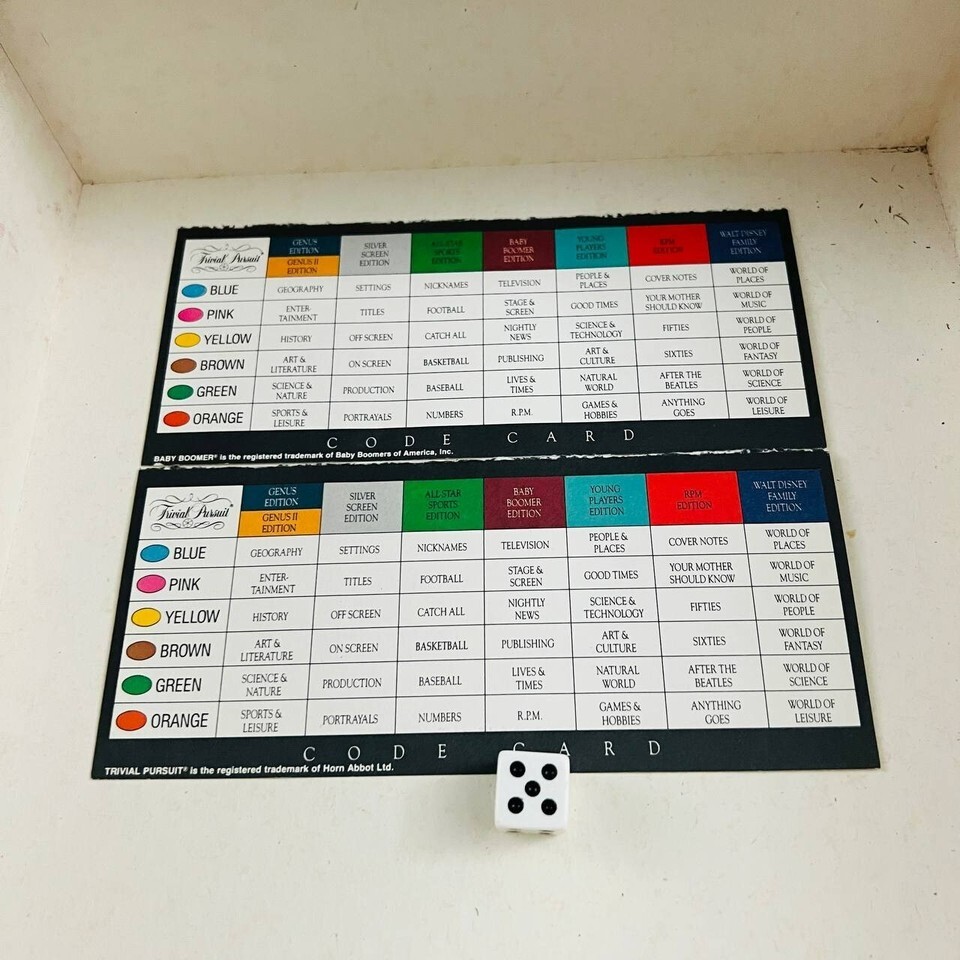 Trivial Pursuit
GENUS EDITION GENUS II EDITION SILVER SCREEN EDITION ALL STAR SPORTS EDITION BABY BOOMER EDITION YOUNG PLAYERS EDITION RPM EDITION WALT DISNEY FAMILY EDITION
BLUE GEOGRAPHY SETTINGS NICKNAMES TELEVISION PEOPLE & PLACES COVER NOTES WORLD OF PLACES
PINK ENTER- TAINMENT TITLES FOOTBALL STAGE & SCREEN GOOD TIMES YOUR MOTHER SHOULD KNOW WORLD OF MUSIC
YELLOW HISTORY OFF SCREEN CATCH ALL NIGHTLY NEWS SCIENCE & TECHNOLOGY FIFTIES WORLD OF PEOPLE
BROWN ART & LITERATURE ON SCREEN BASKETBALL PUBLISHING ART & CULTURE SIXTIES WORLD OF FANTASY
GREEN SCIENCE & NATURE PRODUCTION BASEBALL LIVES & TIMES NATURAL WORLD AFTER THE BEATLES WORLD OF SCIENCE
ORANGE SPORTS & LEISURE PORTRAYALS NUMBERS R.P.M. GAMES & HOBBIES ANYTHING GOES WORLD OF LEISURE
CODE CARD
BABY BOOMER® is the registered trademark of Baby Boomers of America, Inc.
Trivial Pursuit®
GENUS EDITION GENUS II EDITION SILVER SCREEN EDITION ALL STAR SPORTS EDITION BABY BOOMER EDITION YOUNG PLAYERS EDITION RPM EDITION WALT DISNEY FAMILY EDITION
BLUE GEOGRAPHY SETTINGS NICKNAMES TELEVISION PEOPLE & PLACES COVER NOTES WORLD OF PLACES
PINK ENTER- TAINMENT TITLES FOOTBALL STAGE & SCREEN GOOD TIMES YOUR MOTHER SHOULD KNOW WORLD OF MUSIC
YELLOW HISTORY OFF SCREEN CATCH ALL NIGHTLY NEWS SCIENCE & TECHNOLOGY FIFTIES WORLD OF PEOPLE
BROWN ART & LITERATURE ON SCREEN BASKETBALL PUBLISHING ART & CULTURE SIXTIES WORLD OF FANTASY
GREEN SCIENCE & NATURE PRODUCTION BASEBALL LIVES & TIMES NATURAL WORLD AFTER THE BEATLES WORLD OF SCIENCE
ORANGE SPORTS & LEISURE PORTRAYALS NUMBERS R.P.M. GAMES & HOBBIES ANYTHING GOES WORLD OF LEISURE
CODE CARD
TRIVIAL PURSUIT® is the registered trademark of Horn Abbot Ltd.